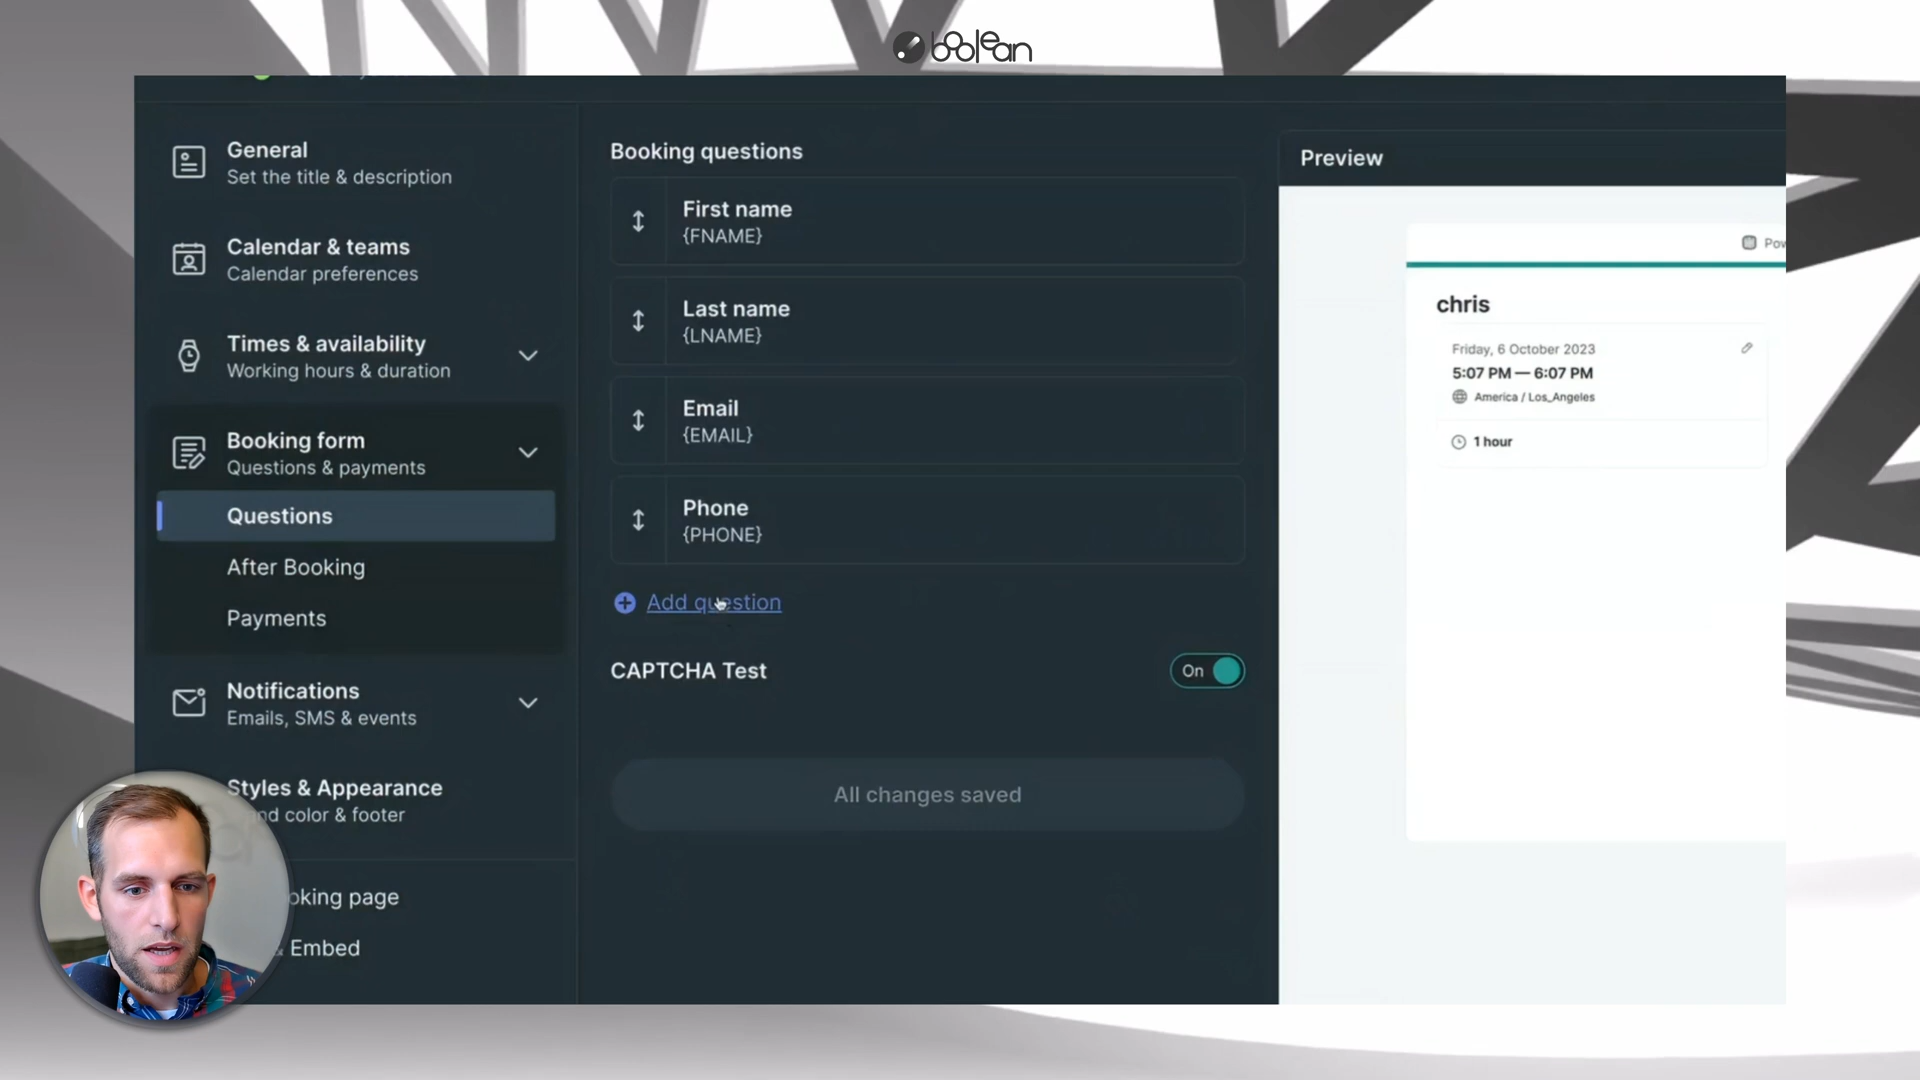 boolean
General
Set the title & description
Calendar & teams
Calendar preferences
Times & availability
Working hours & duration
Booking form
Questions & payments
Questions
After Booking
Payments
Notifications
Emails, SMS & events
Styles & Appearance
color & footer
page
Embed
Booking questions
First name
{FNAME}
Last name
{LNAME}
Email
{EMAIL}
Phone
{PHONE}
Add question
CAPTCHA Test
On
All changes saved
Preview
chris
Friday, 6 October 2023
5:07 PM — 6:07 PM
America / Los_Angeles
1 hour